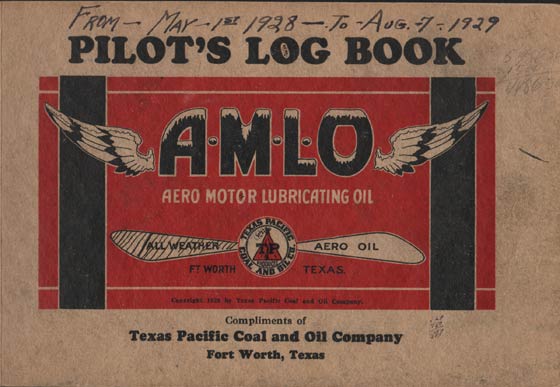 FROM - MAY - 1ST 1928 - TO - AUG - 7 - 1929
PILOT'S LOG BOOK
A·M·L·O
AERO MOTOR LUBRICATING OIL
ALL WEATHER
TEXAS PACIFIC
TP
COAL AND OIL CO.
AERO OIL
FT WORTH
TEXAS.
Copyright 1928 by Texas Pacific Coal and Oil Company.
Compliments of
Texas Pacific Coal and Oil Company
Fort Worth, Texas